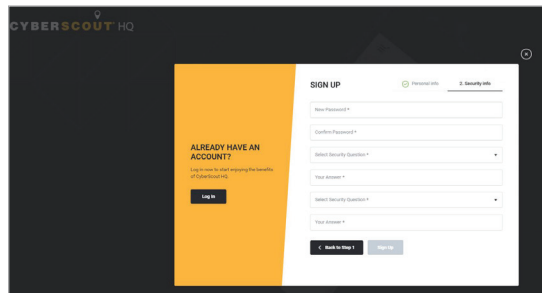 CYBERSCOUT HQ
SIGN UP
Personal Info
2. Security Info
New Password *
Confirm Password *
ALREADY HAVE AN
ACCOUNT?
Log in now to start enjoying the benefits
of CyberScout HQ.
Log In
Select Security Question *
Your Answer *
Select Security Question *
Your Answer *
Back to Step 1
Sign Up